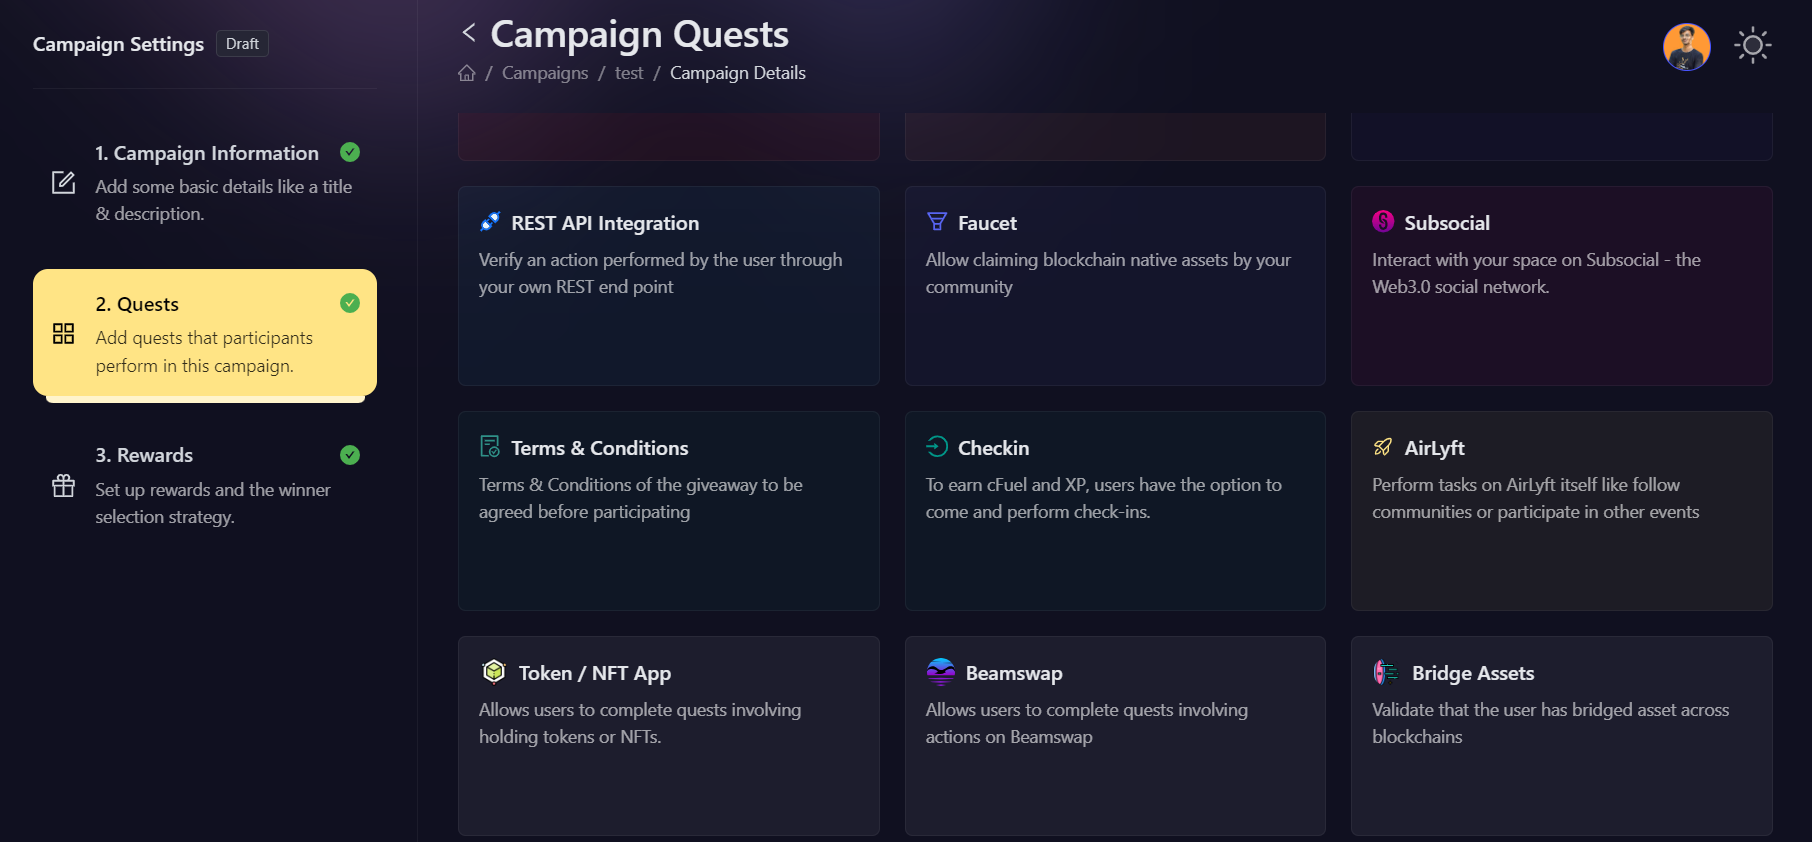 Campaign Settings Draft
1. Campaign Information
Add some basic details like a title
& description.
2. Quests
Add quests that participants
perform in this campaign.
3. Rewards
Set up rewards and the winner
selection strategy.
Campaign Quests
/ Campaigns / test / Campaign Details
REST API Integration
Verify an action performed by the user through
your own REST end point
Faucet
Allow claiming blockchain native assets by your
community
Subsocial
Interact with your space on Subsocial - the
Web3.0 social network.
Terms & Conditions
Terms & Conditions of the giveaway to be
agreed before participating
Checkin
To earn cFuel and XP, users have the option to
come and perform check-ins.
AirLyft
Perform tasks on AirLyft itself like follow
communities or participate in other events
Token / NFT App
Allows users to complete quests involving
holding tokens or NFTs.
Beamswap
Allows users to complete quests involving
actions on Beamswap
Bridge Assets
Validate that the user has bridged asset across
blockchains